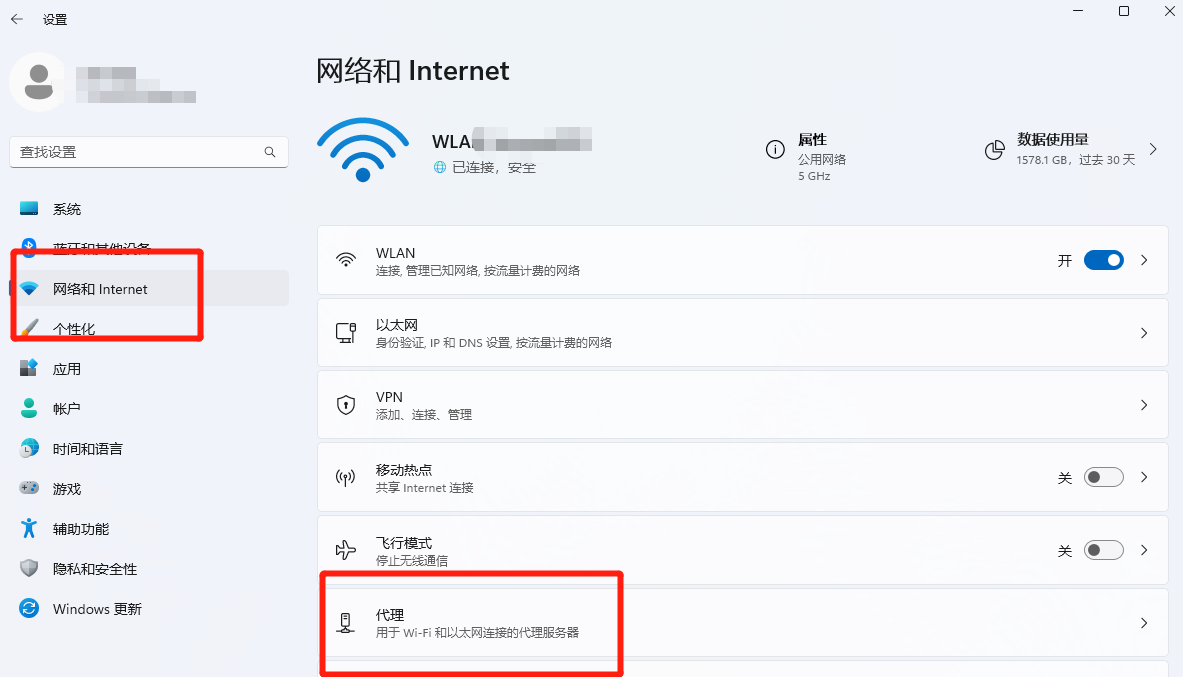 设置
查找设置
系统
蓝牙和其他设备
网络和 Internet
个性化
应用
帐户
时间和语言
游戏
辅助功能
隐私和安全性
Windows 更新
网络和 Internet
WLA
已连接，安全
属性
公用网络
5 GHz
数据使用量
1578.1 GB，过去 30 天
WLAN
连接, 管理已知网络, 按流量计费的网络
开
以太网
身份验证, IP 和 DNS 设置, 按流量计费的网络
VPN
添加、连接、管理
移动热点
共享 Internet 连接
关
飞行模式
停止无线通信
关
代理
用于 Wi-Fi 和以太网连接的代理服务器